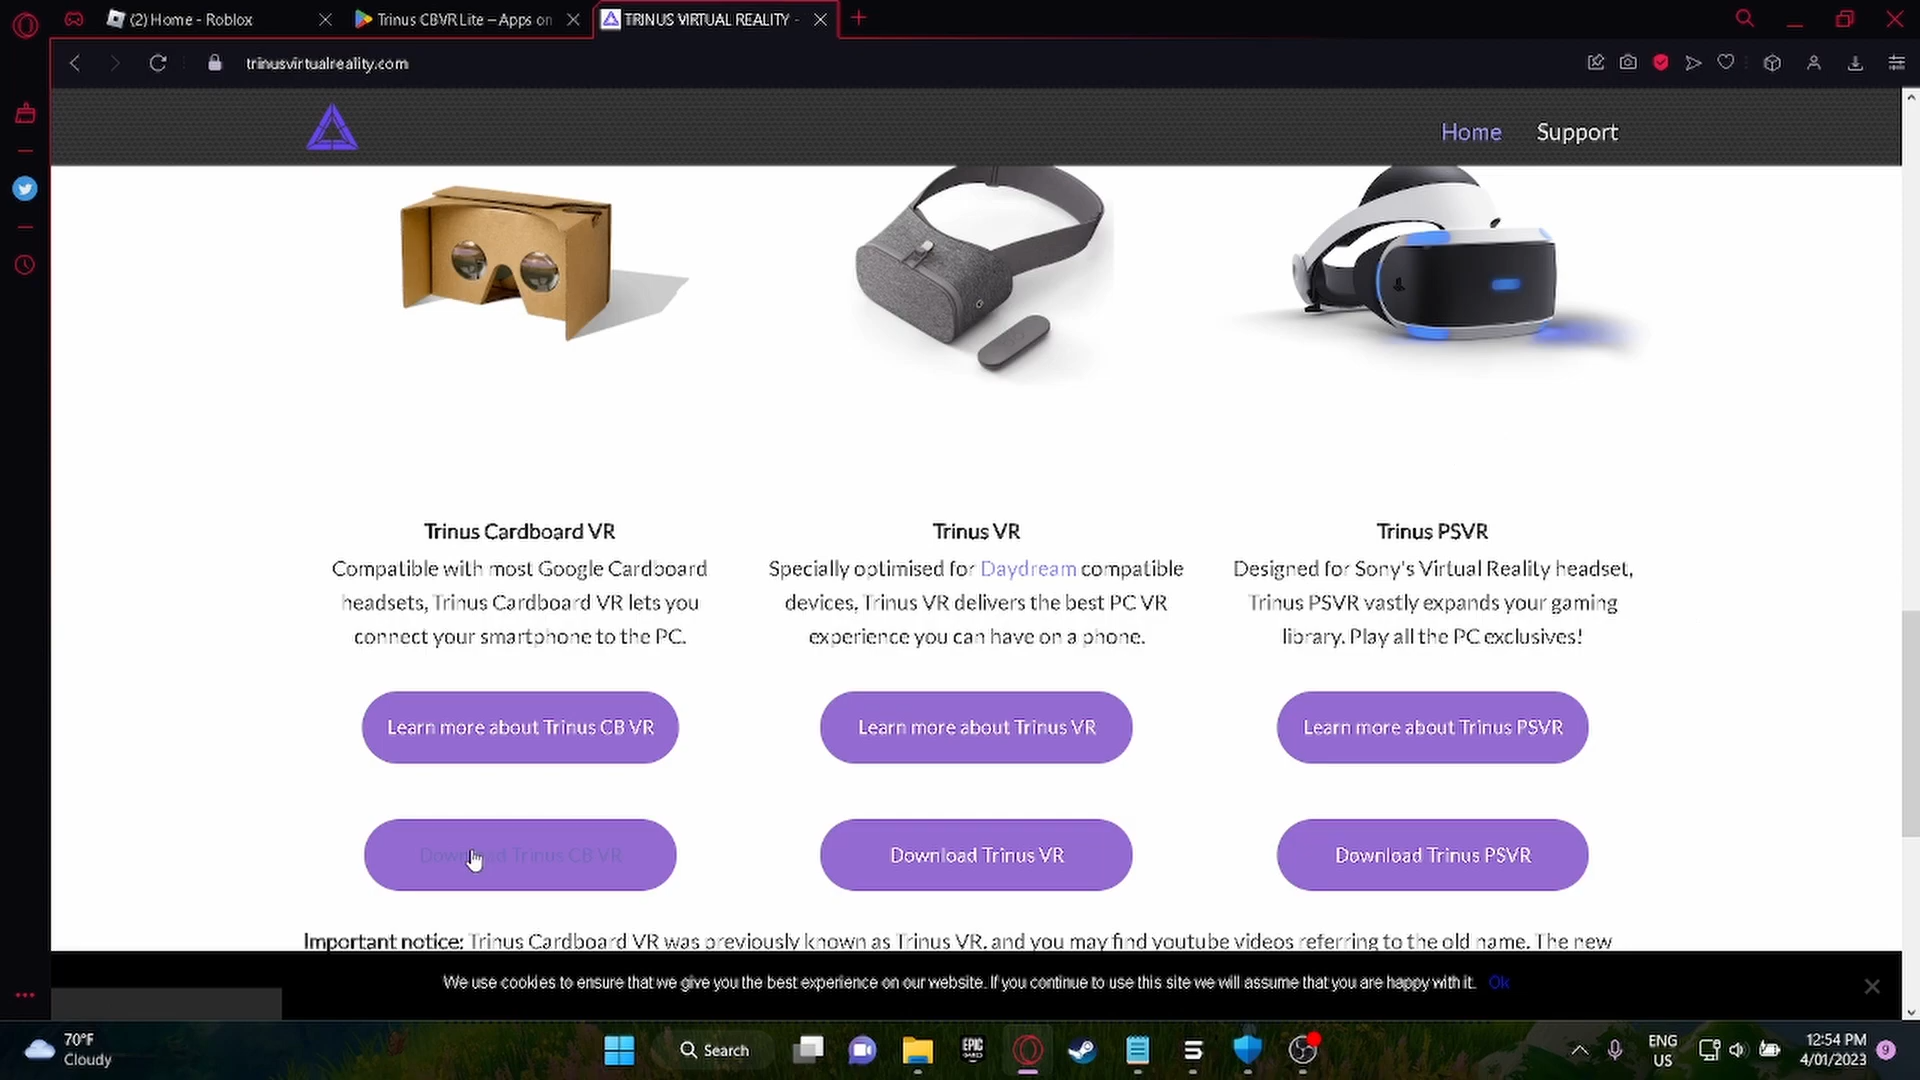 (2) Home - Roblox
Trinus CBVR Lite – Apps on
TRINUS VIRTUAL REALITY -
trinusvirtualreality.com
Home
Support
Trinus Cardboard VR
Compatible with most Google Cardboard
headsets, Trinus Cardboard VR lets you
connect your smartphone to the PC.
Trinus VR
Specially optimised for Daydream compatible
devices, Trinus VR delivers the best PC VR
experience you can have on a phone.
Trinus PSVR
Designed for Sony's Virtual Reality headset,
Trinus PSVR vastly expands your gaming
library. Play all the PC exclusives!
Learn more about Trinus CB VR
Learn more about Trinus VR
Learn more about Trinus PSVR
Download Trinus CB VR
Download Trinus VR
Download Trinus PSVR
Important notice: Trinus Cardboard VR was previously known as Trinus VR, and you may find youtube videos referring to the old name. The new
We use cookies to ensure that we give you the best experience on our website. If you continue to use this site we will assume that you are happy with it.
Ok
70°F
Cloudy
Search
EPIC
GAMES
ENG
US
12:54 PM
4/01/2023
9